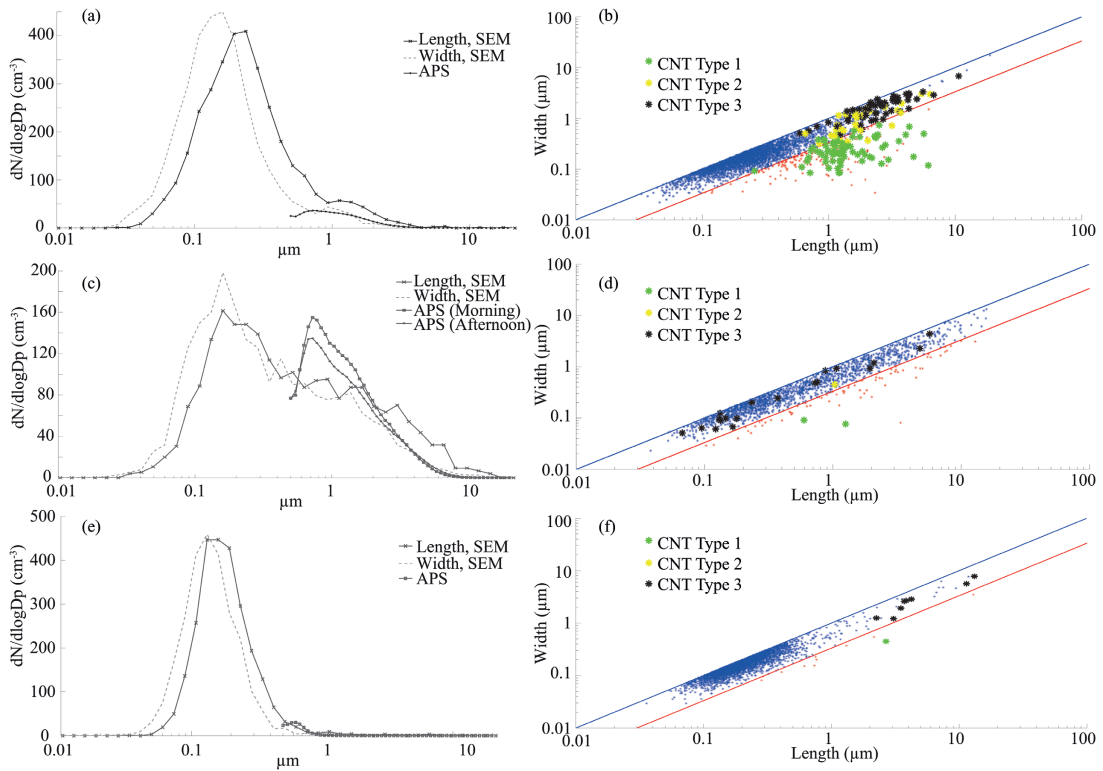 (a)
dN/dlogDp (cm⁻³)
400
300
200
100
0
Length, SEM
Width, SEM
APS
0.01
0.1
1
10
µm
(b)
Width (µm)
100
10
1
0.1
0.01
CNT Type 1
CNT Type 2
CNT Type 3
0.01
0.1
1
10
100
Length (µm)
(c)
dN/dlogDp (cm⁻³)
200
160
120
80
40
0
Length, SEM
Width, SEM
APS (Morning)
APS (Afternoon)
0.01
0.1
1
10
µm
(d)
Width (µm)
100
10
1
0.1
0.01
CNT Type 1
CNT Type 2
CNT Type 3
0.01
0.1
1
10
100
Length (µm)
(e)
dN/dlogDp (cm⁻³)
500
400
300
200
100
0
Length, SEM
Width, SEM
APS
0.01
0.1
1
10
µm
(f)
Width (µm)
100
10
1
0.1
0.01
CNT Type 1
CNT Type 2
CNT Type 3
0.01
0.1
1
10
100
Length (µm)